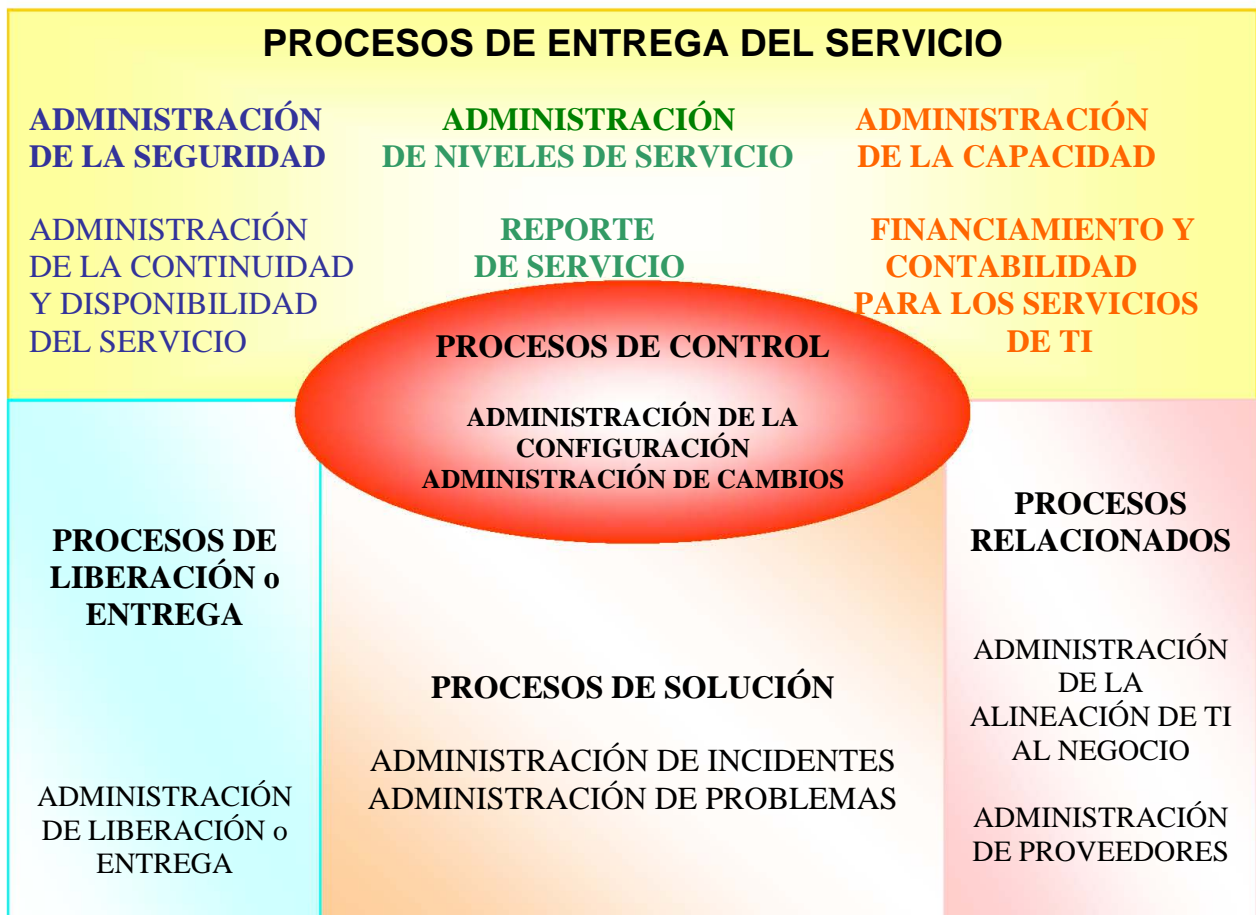 PROCESOS DE ENTREGA DEL SERVICIO
ADMINISTRACIÓN
DE LA SEGURIDAD
ADMINISTRACIÓN
DE NIVELES DE SERVICIO
ADMINISTRACIÓN
DE LA CAPACIDAD
ADMINISTRACIÓN
DE LA CONTINUIDAD
Y DISPONIBILIDAD
DEL SERVICIO
REPORTE
DE SERVICIO
FINANCIAMIENTO Y
CONTABILIDAD
PARA LOS SERVICIOS
DE TI
PROCESOS DE CONTROL
ADMINISTRACIÓN DE LA
CONFIGURACIÓN
ADMINISTRACIÓN DE CAMBIOS
PROCESOS DE
LIBERACIÓN o
ENTREGA
ADMINISTRACIÓN
DE LIBERACIÓN o
ENTREGA
PROCESOS DE SOLUCIÓN
ADMINISTRACIÓN DE INCIDENTES
ADMINISTRACIÓN DE PROBLEMAS
PROCESOS
RELACIONADOS
ADMINISTRACIÓN
DE LA
ALINEACIÓN DE TI
AL NEGOCIO
ADMINISTRACIÓN
DE PROVEEDORES